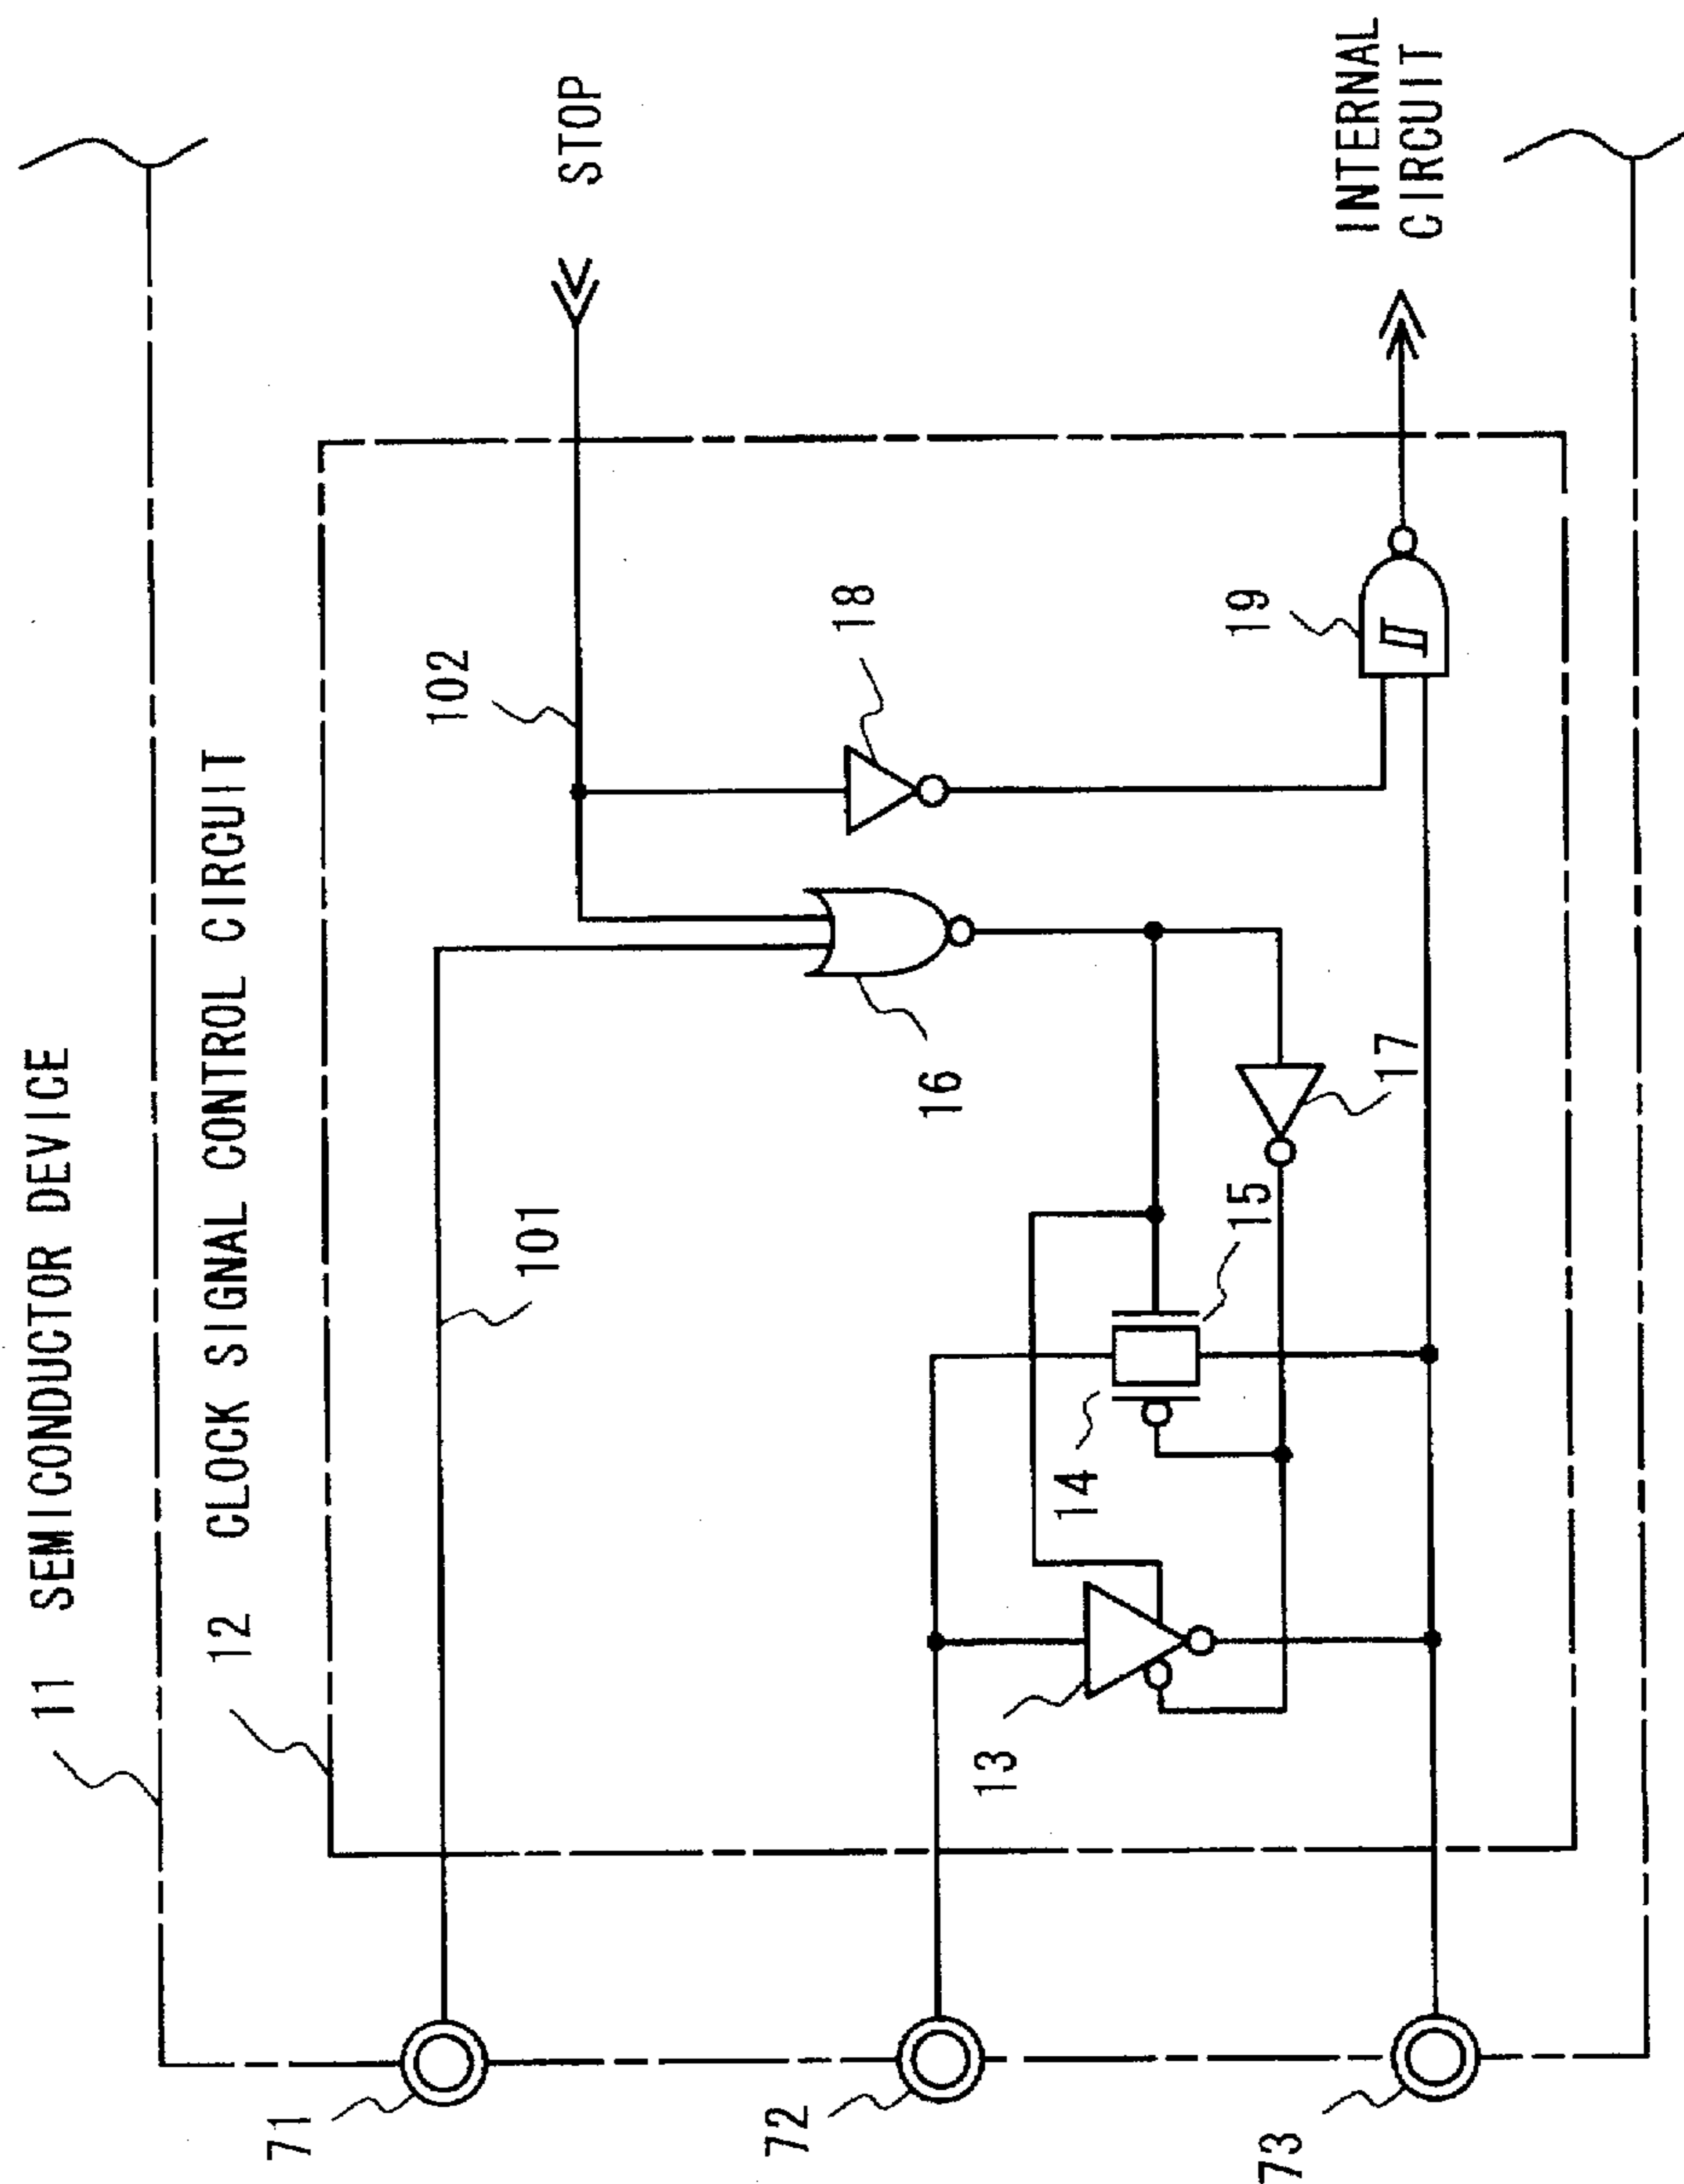 11 SEMICONDUCTOR DEVICE
12 CLOCK SIGNAL CONTROL CIRCUIT
STOP
102
101
18
16
19
INTERNAL
CIRCUIT
17
15
14
13
71
72
73